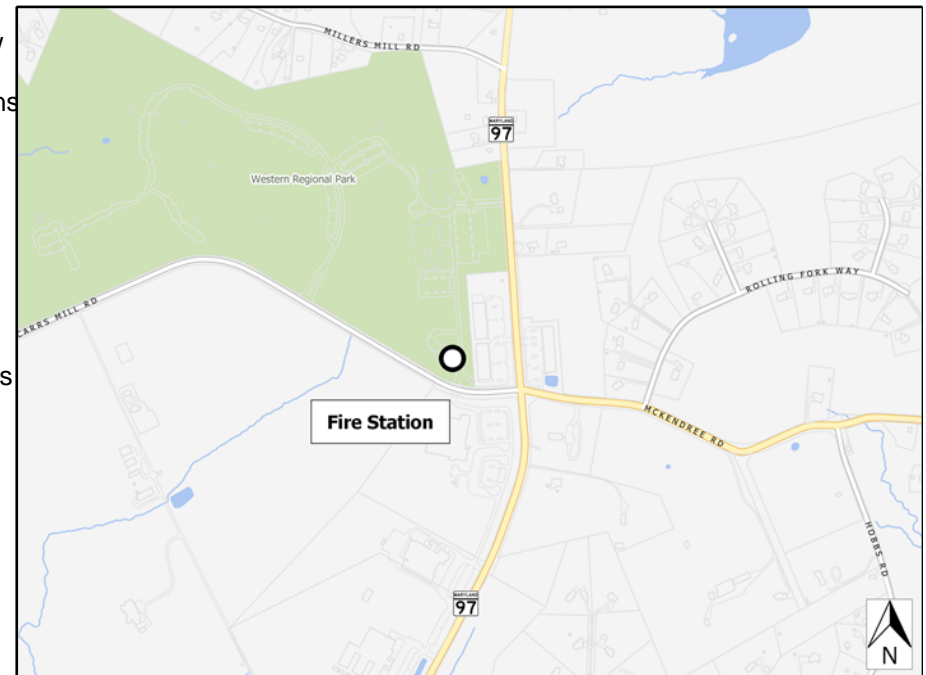 MILLERS MILL RD
MARYLAND
97
Western Regional Park
ROLLING FORK WAY
CARRS MILL RD
Fire Station
MCKENDREE RD
HOBBS RD
MARYLAND
97
N